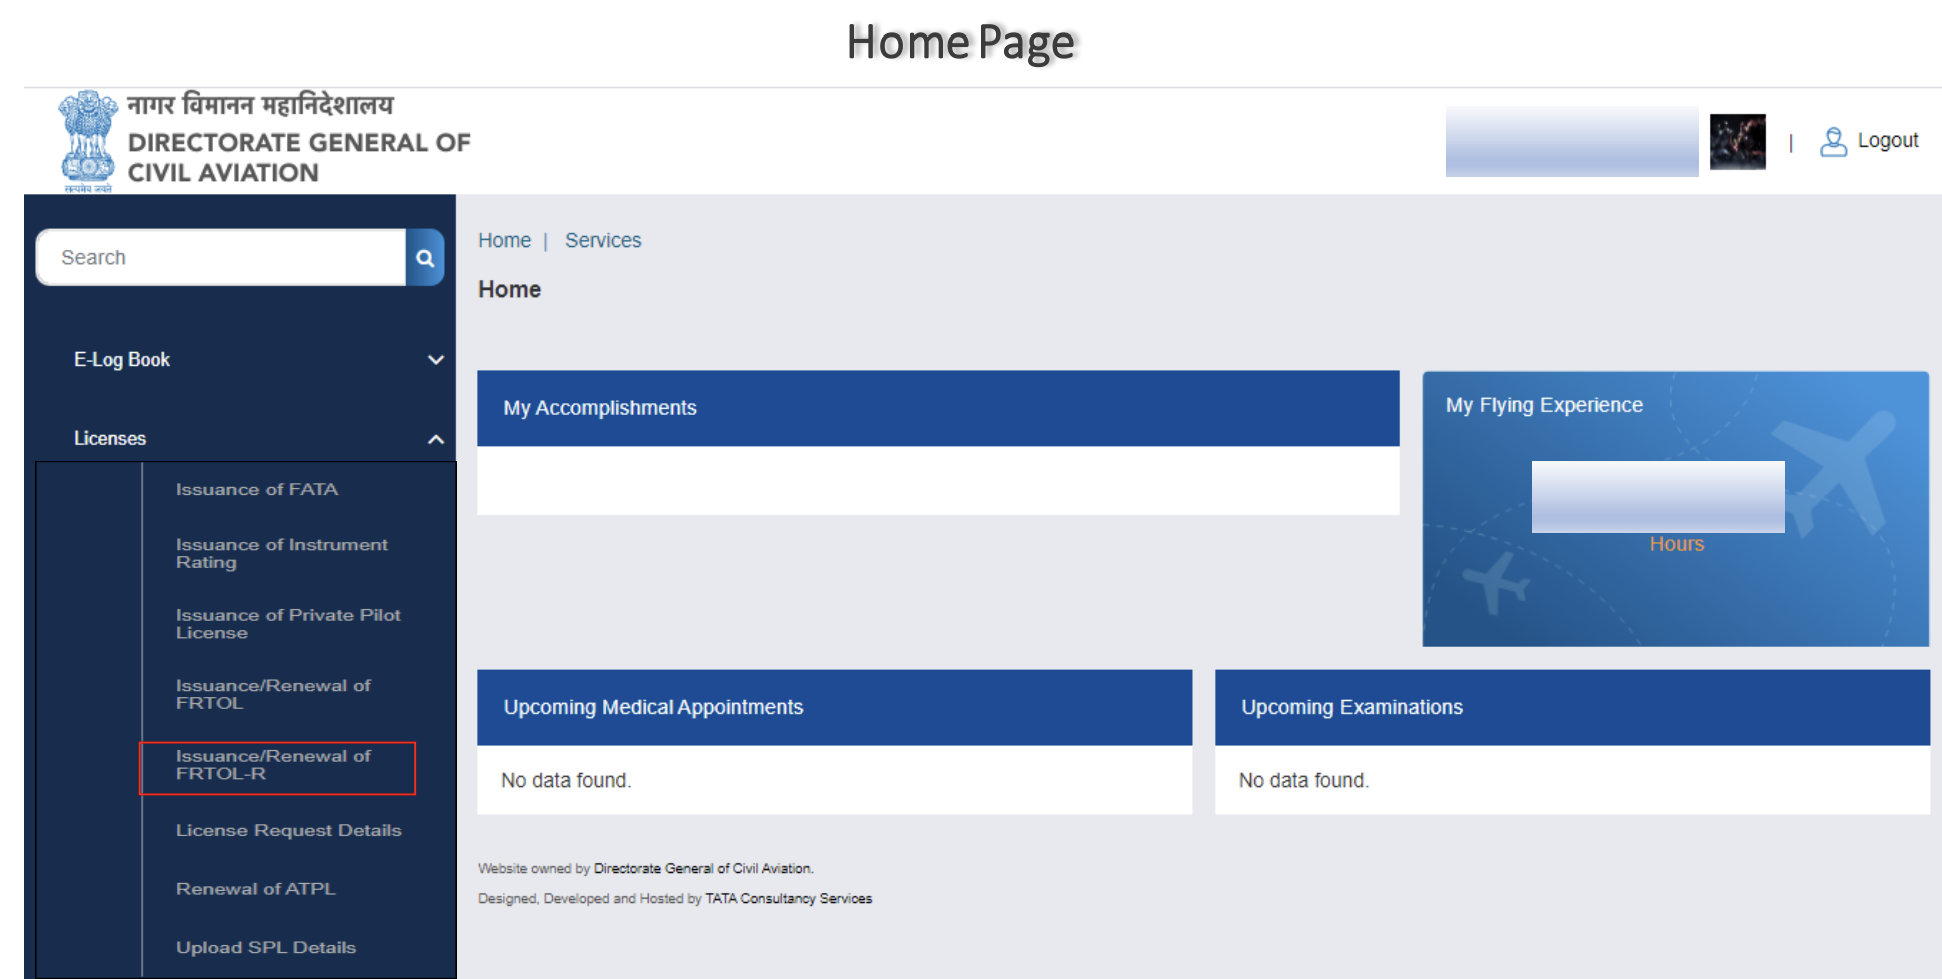 Home Page
नागर विमानन महानिदेशालय
DIRECTORATE GENERAL OF
CIVIL AVIATION
सत्यमेव जयते
| Logout
Search
Home | Services
Home
E-Log Book
Licenses
Issuance of FATA
Issuance of Instrument
Rating
Issuance of Private Pilot
License
Issuance/Renewal of
FRTOL
Issuance/Renewal of
FRTOL-R
License Request Details
Renewal of ATPL
Upload SPL Details
My Accomplishments
My Flying Experience
Hours
Upcoming Medical Appointments
No data found.
Upcoming Examinations
No data found.
Website owned by Directorate General of Civil Aviation.
Designed, Developed and Hosted by TATA Consultancy Services